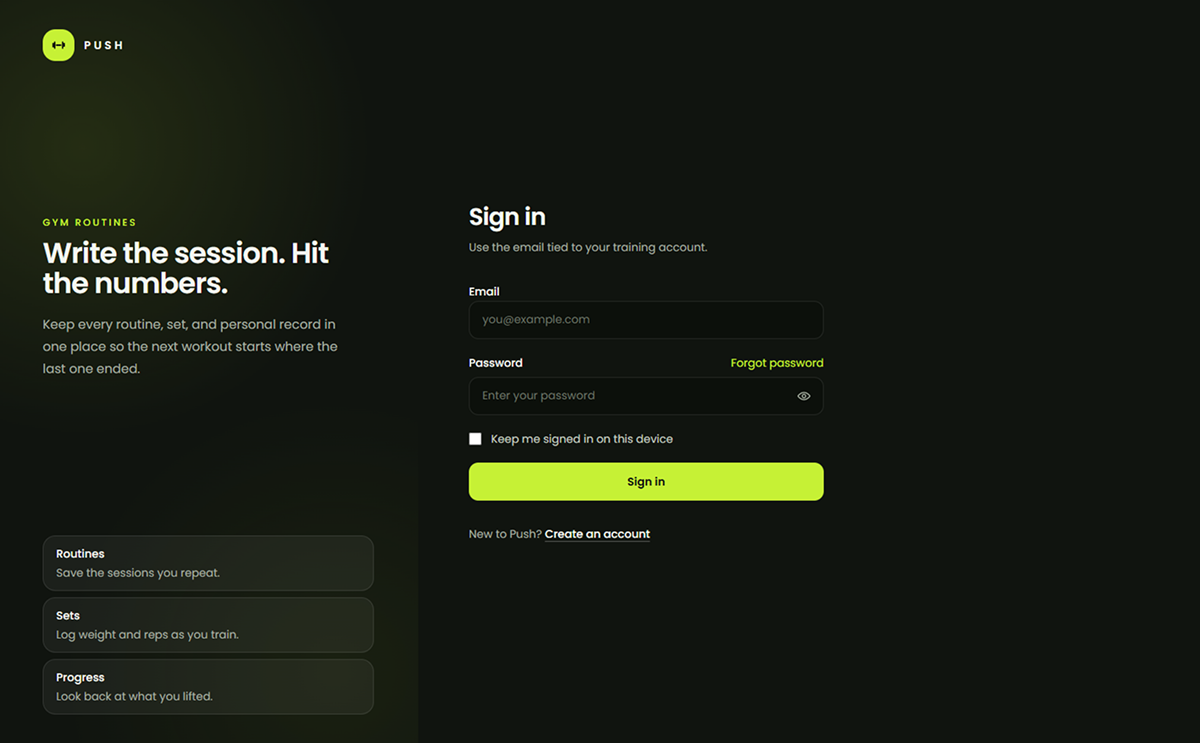 PUSH
GYM ROUTINES
Write the session. Hit
the numbers.
Keep every routine, set, and personal record in
one place so the next workout starts where the
last one ended.
Routines
Save the sessions you repeat.
Sets
Log weight and reps as you train.
Progress
Look back at what you lifted.
Sign in
Use the email tied to your training account.
Email
you@example.com
Password Forgot password
Enter your password
Keep me signed in on this device
Sign in
New to Push? Create an account